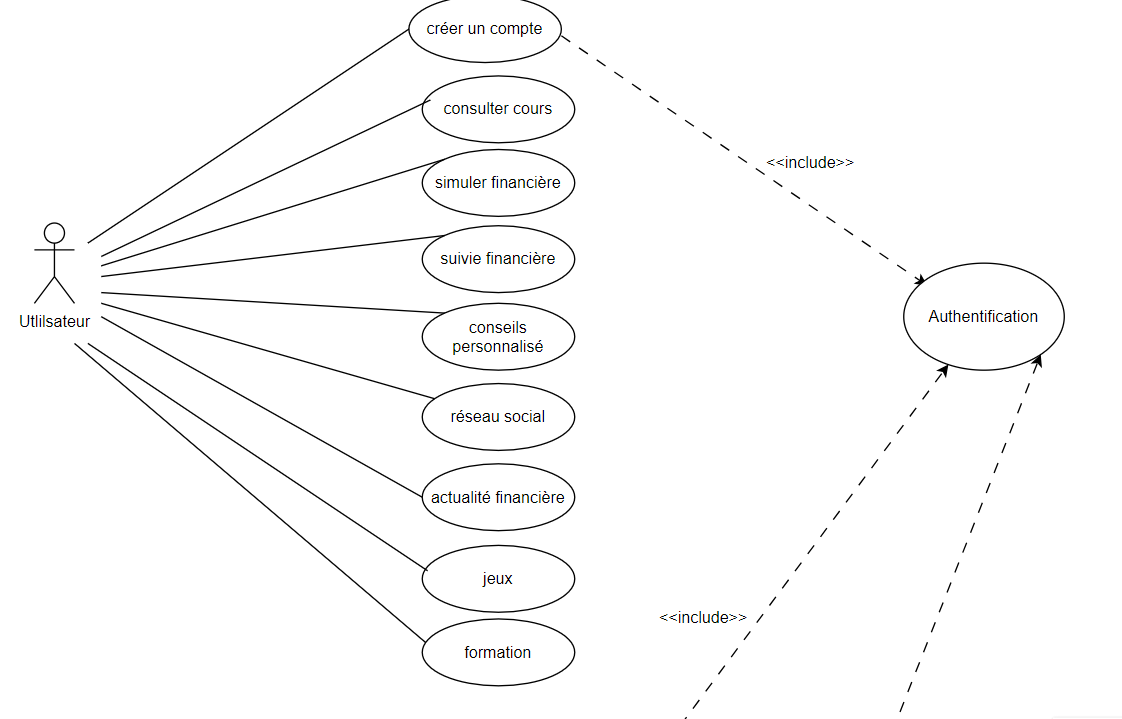 créer un compte
consulter cours
<<include>>
simuler financière
suivie financière
Utlilsateur
Authentification
conseils
personnalisé
réseau social
actualité financière
jeux
<<include>>
formation